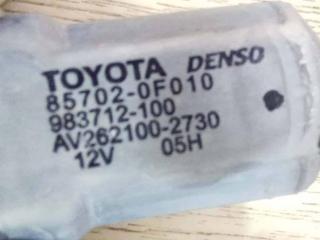 TOYOTA DENSO
85702-0F010
983712-100
AV262100-2730
12V 05H